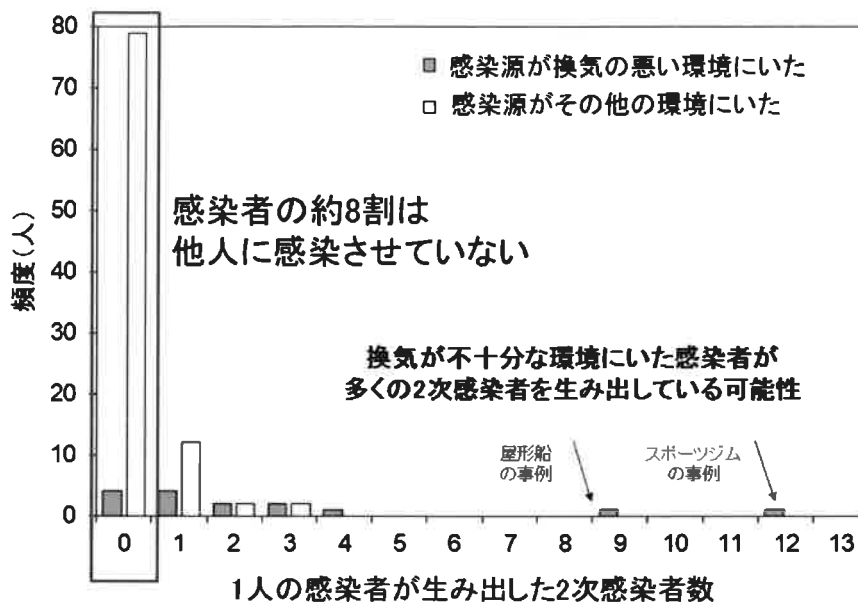 80
70
60
50
40
30
20
10
0
頻度(人)
感染源が換気の悪い環境にいた
感染源がその他の環境にいた
感染者の約8割は
他人に感染させていない
換気が不十分な環境にいた感染者が
多くの2次感染者を生み出している可能性
屋形船
の事例
スポーツジム
の事例
0 1 2 3 4 5 6 7 8 9 10 11 12 13
1人の感染者が生み出した2次感染者数